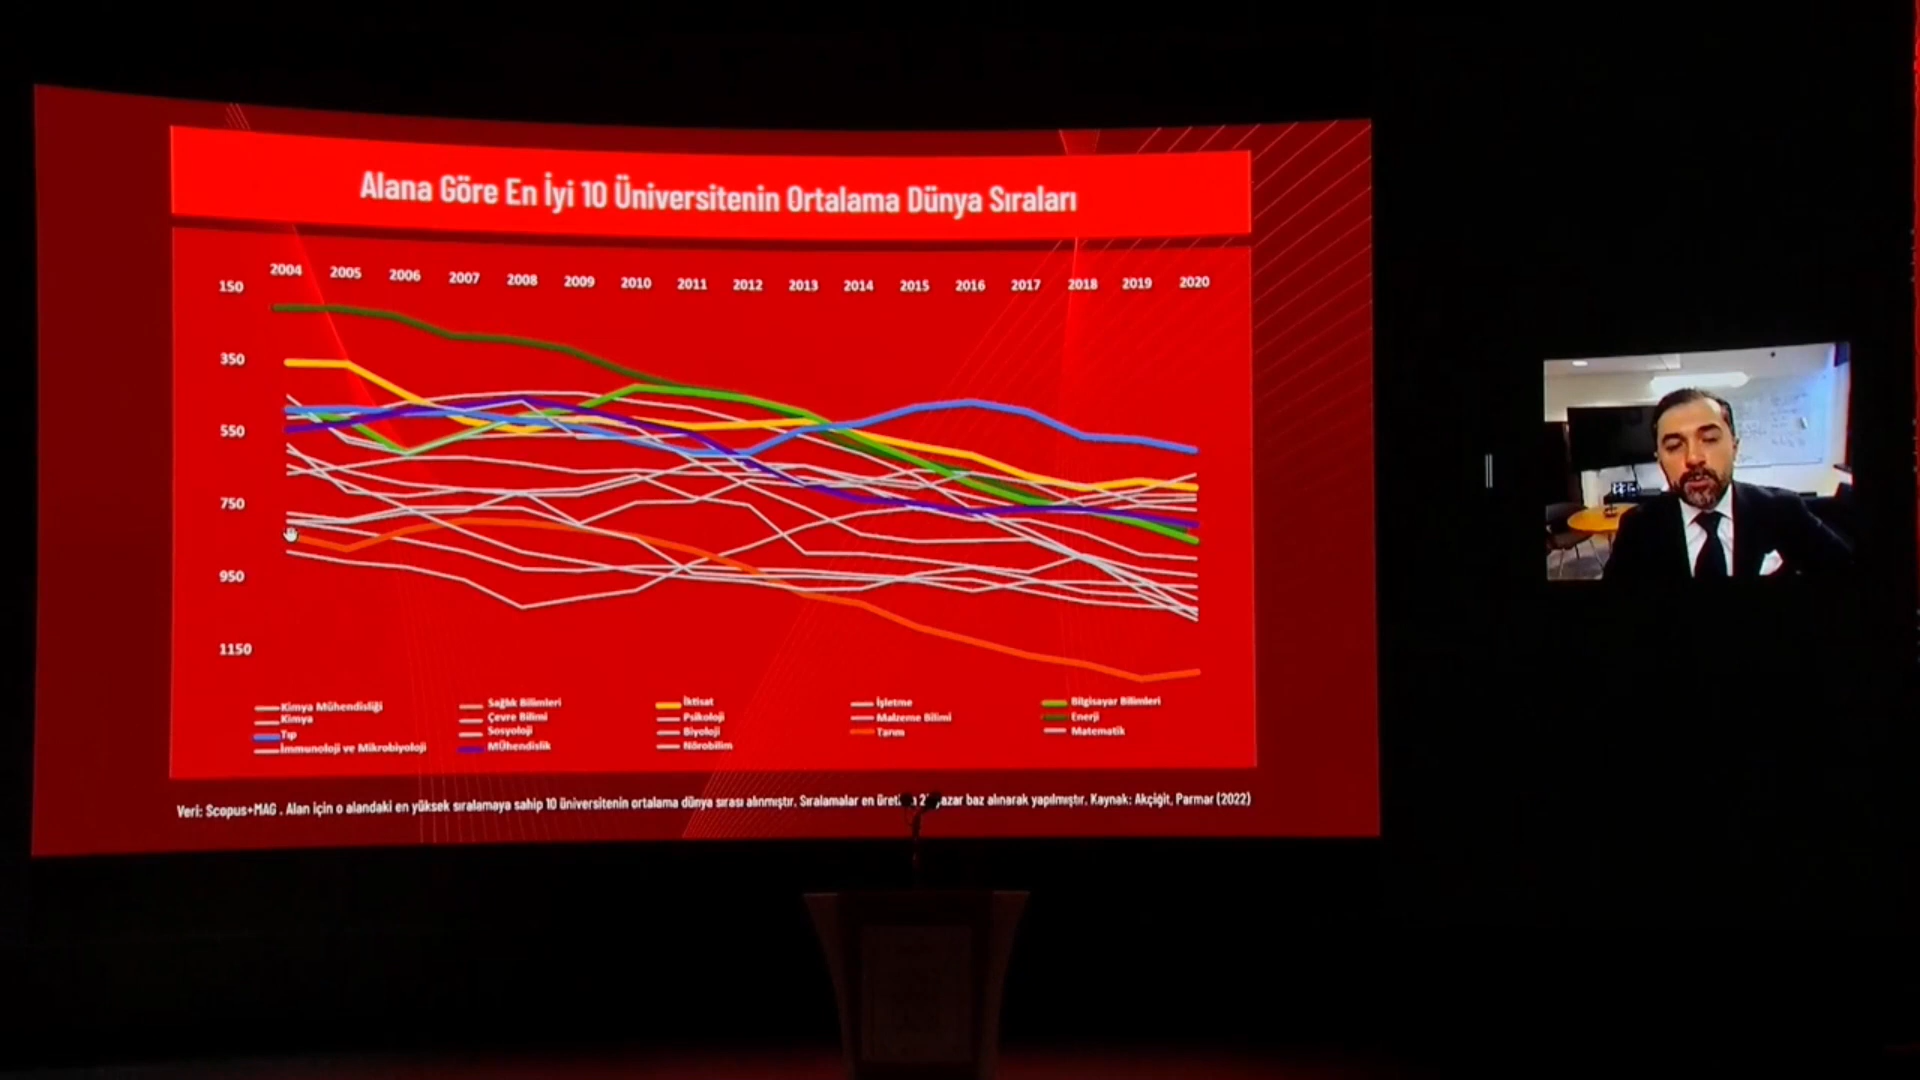 Alana Göre En İyi 10 Üniversitenin Ortalama Dünya Sıraları
2004 2005 2006 2007 2008 2009 2010 2011 2012 2013 2014 2015 2016 2017 2018 2019 2020
150
350
550
750
950
1150
Kimya Mühendisliği
Kimya
Tıp
İmmunoloji ve Mikrobiyoloji
Sağlık Bilimleri
Çevre Bilimi
Sosyoloji
MÜhendislik
İktisat
Psikoloji
Biyoloji
Nörobilim
İşletme
Malzeme Bilimi
Tarım
Bilgisayar Bilimleri
Enerji
Matematik
Veri: Scopus+MAG . Alan için o alandaki en yüksek sıralamaya sahip 10 üniversitenin ortalama dünya sırası alınmıştır. Sıralamalar en baz alınarak yapılmıştır. Kaynak: Akçiğit, Parmar (2022)